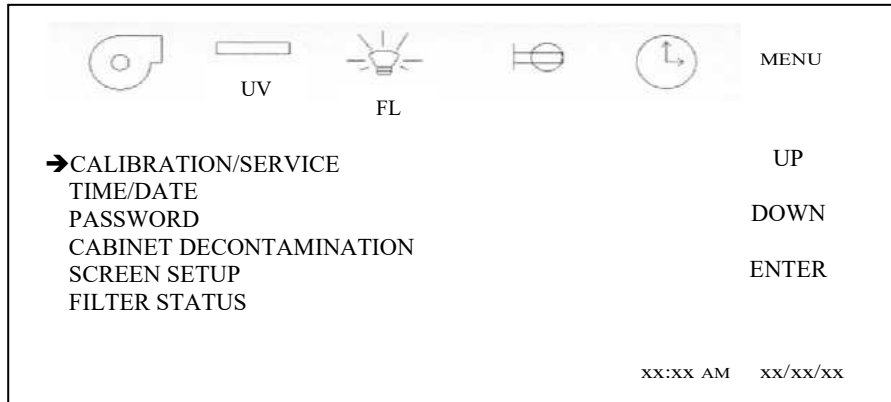 MENU
UV
FL
➔CALIBRATION/SERVICE
UP
TIME/DATE
PASSWORD
DOWN
CABINET DECONTAMINATION
SCREEN SETUP
ENTER
FILTER STATUS
xx:xx AM xx/xx/xx